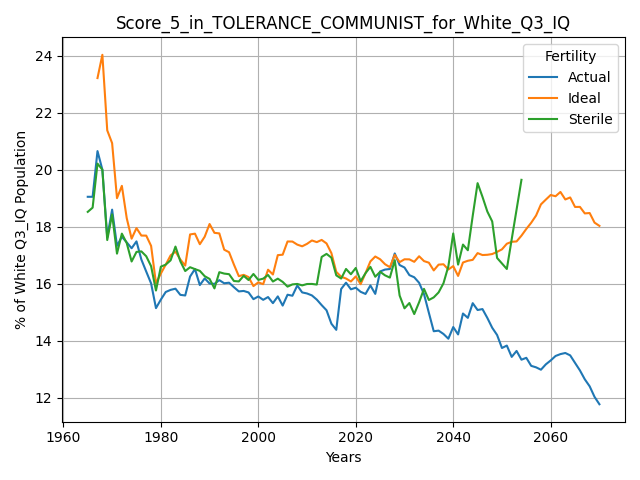 Score_5_in_TOLERANCE_COMMUNIST_for_White_Q3_IQ
Fertility
Actual
Ideal
Sterile
% of White Q3_IQ Population
24
22
20
18
16
14
12
1960
1980
2000
2020
2040
2060
Years